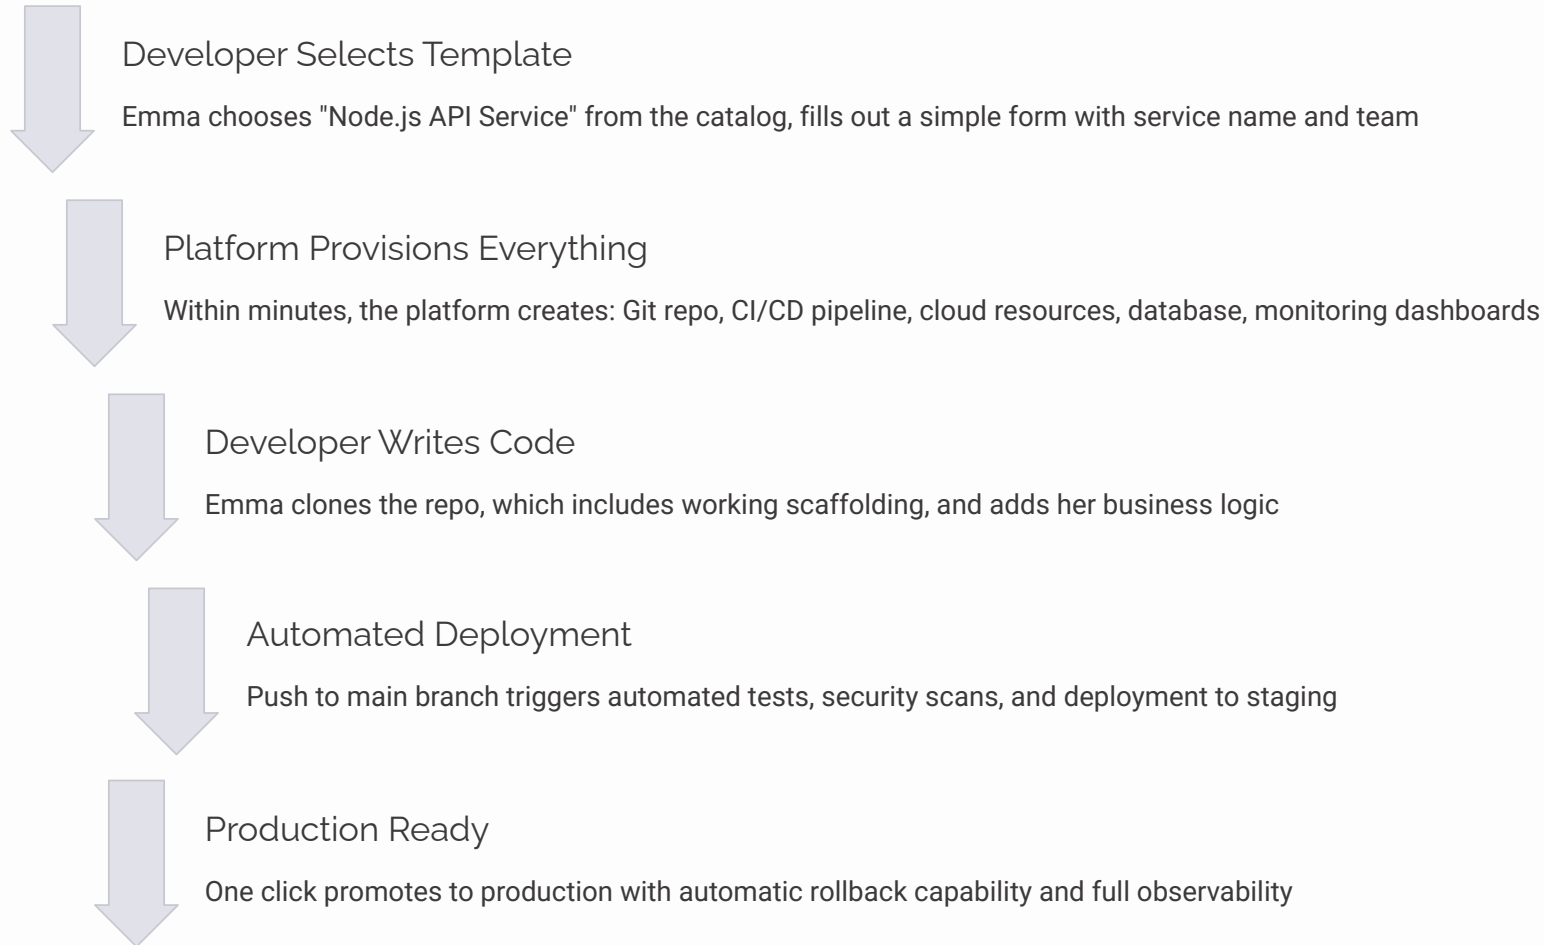 Developer Selects Template
Emma chooses "Node.js API Service" from the catalog, fills out a simple form with service name and team
Platform Provisions Everything
Within minutes, the platform creates: Git repo, CI/CD pipeline, cloud resources, database, monitoring dashboards
Developer Writes Code
Emma clones the repo, which includes working scaffolding, and adds her business logic
Automated Deployment
Push to main branch triggers automated tests, security scans, and deployment to staging
Production Ready
One click promotes to production with automatic rollback capability and full observability